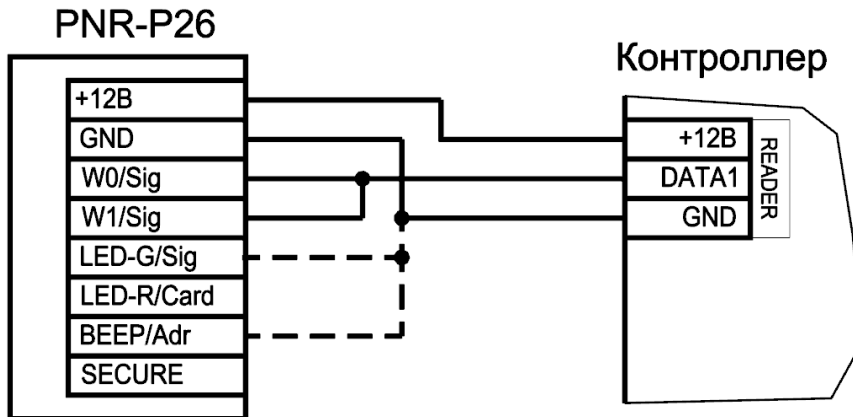 PNR-P26
+12В
GND
W0/Sig
W1/Sig
LED-G/Sig
LED-R/Card
BEEP/Adr
SECURE
Контроллер
+12В
DATA1
GND
READER